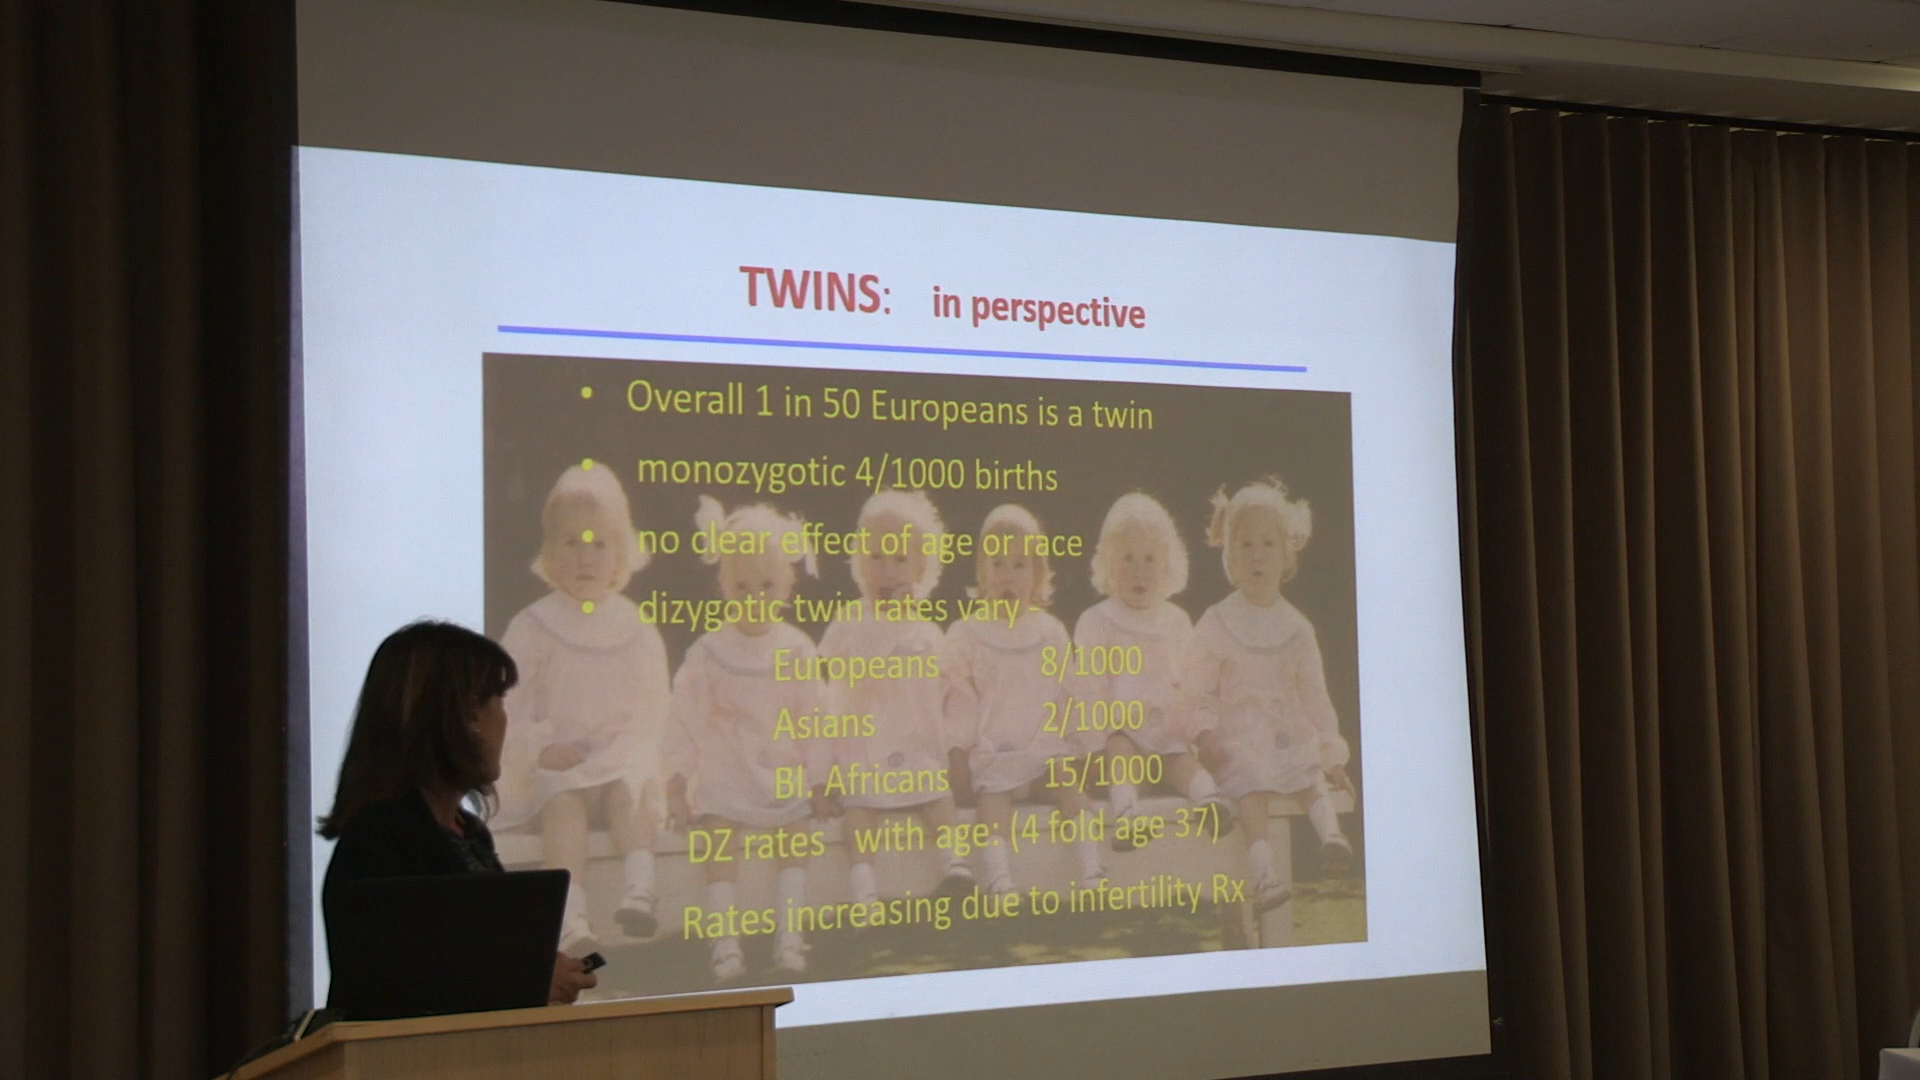 TWINS: in perspective
• Overall 1 in 50 Europeans is a twin
• monozygotic 4/1000 births
• no clear effect of age or race
• dizygotic twin rates vary -
Europeans 8/1000
Asians 2/1000
Bl. Africans 15/1000
DZ rates with age: (4 fold age 37)
Rates increasing due to infertility Rx